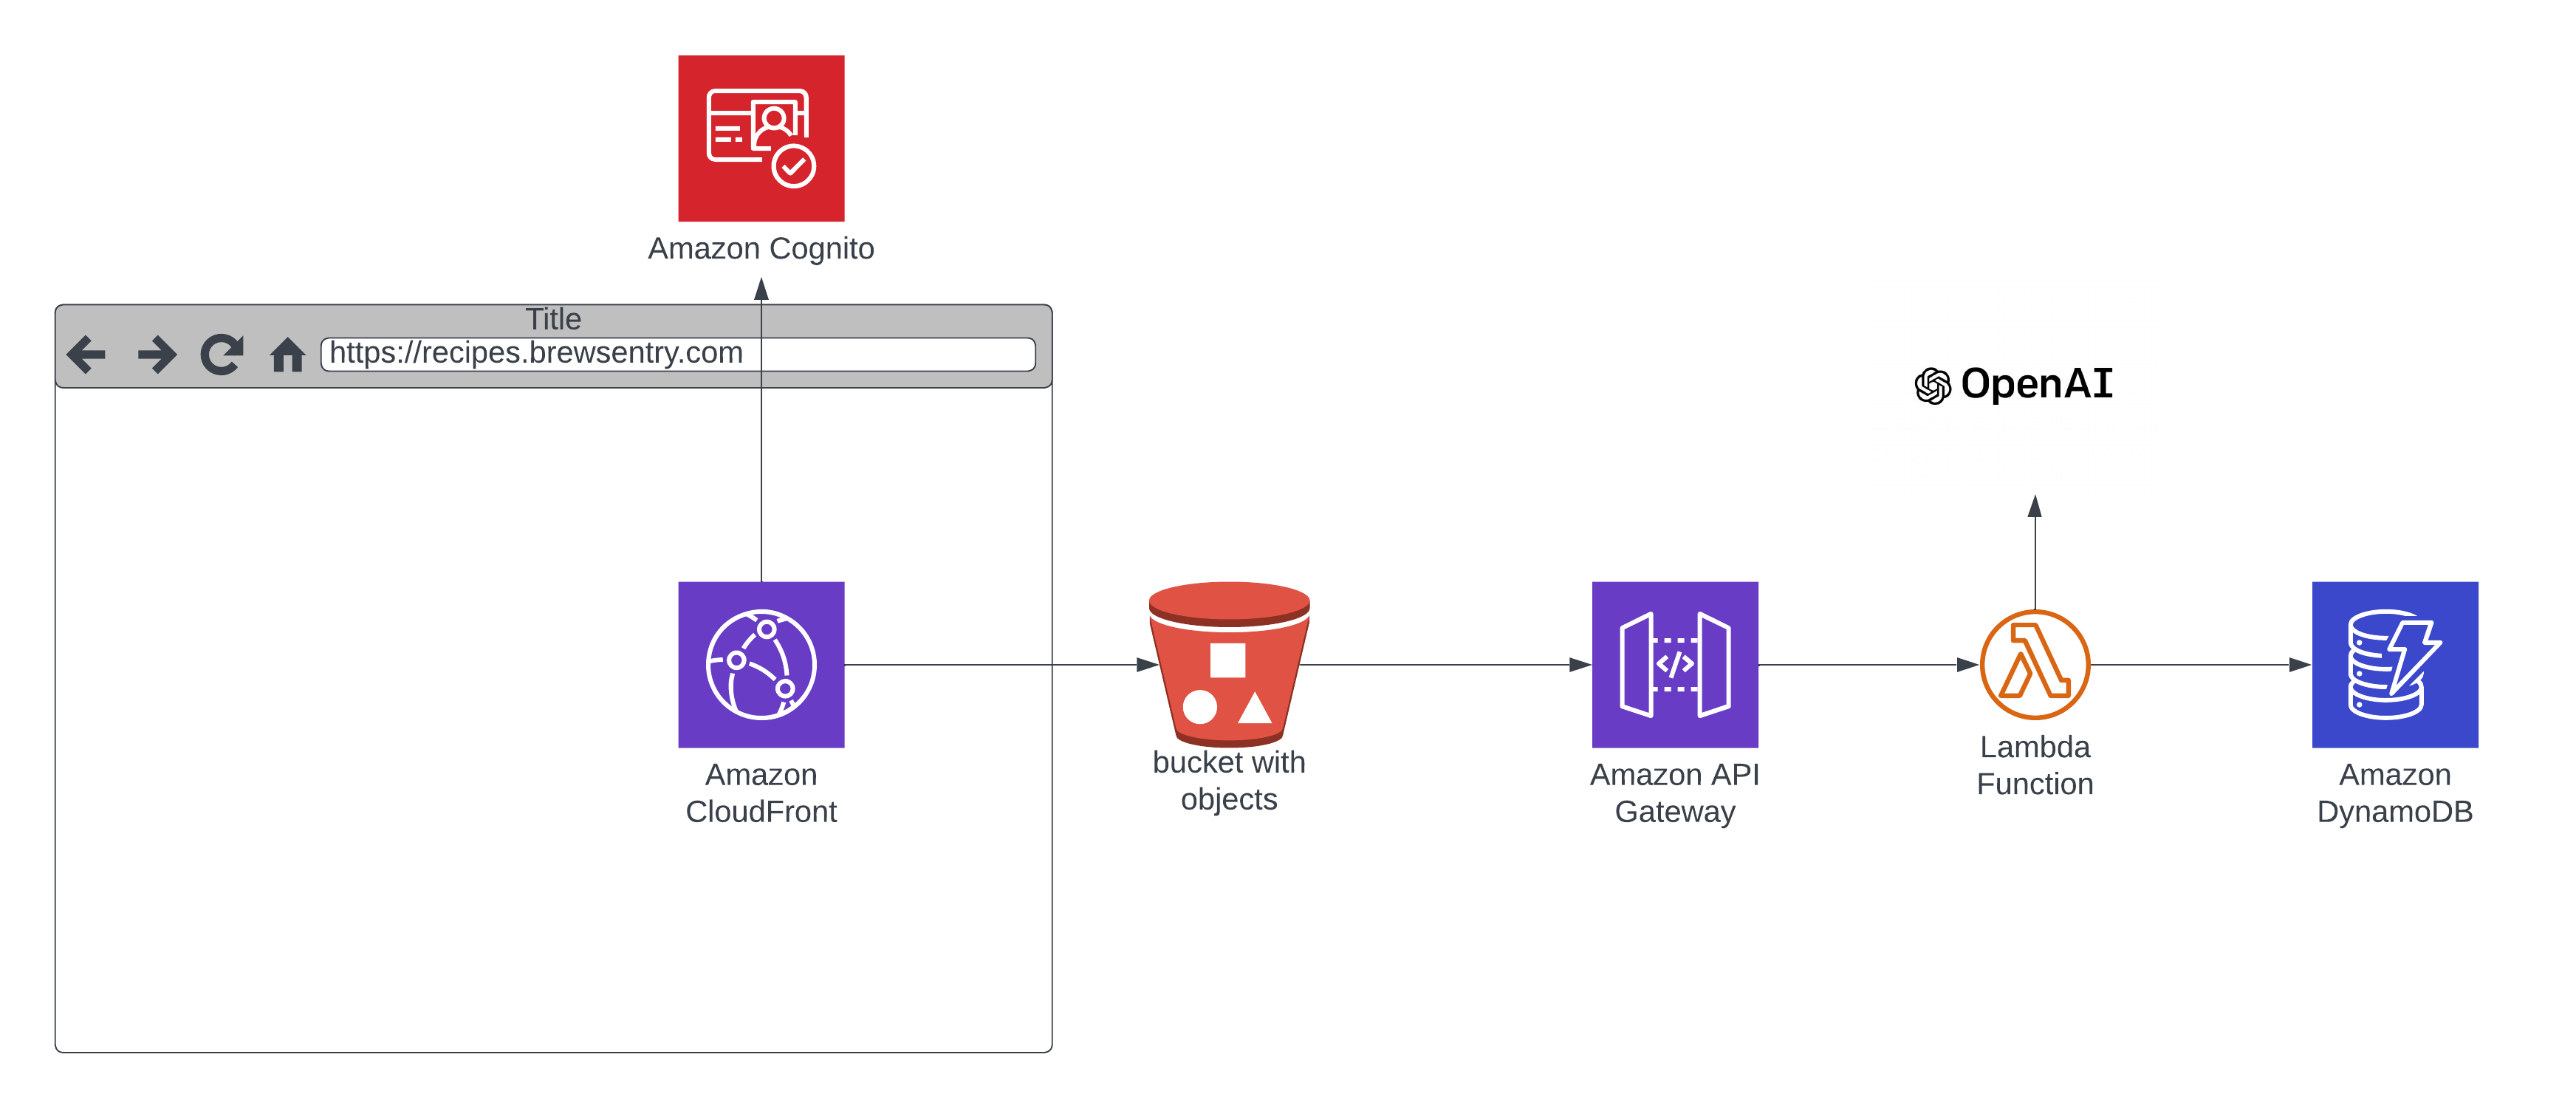 Amazon Cognito
Title
https://recipes.brewsentry.com
OpenAI
Amazon
CloudFront
bucket with
objects
Amazon API
Gateway
Lambda
Function
Amazon
DynamoDB